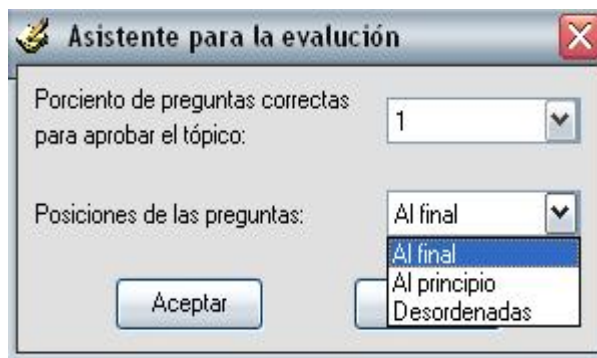 Asistente para la evalución
Porciento de preguntas correctas
para aprobar el tópico:
1
Posiciones de las preguntas:
Al final
Al final
Al principio
Desordenadas
Aceptar